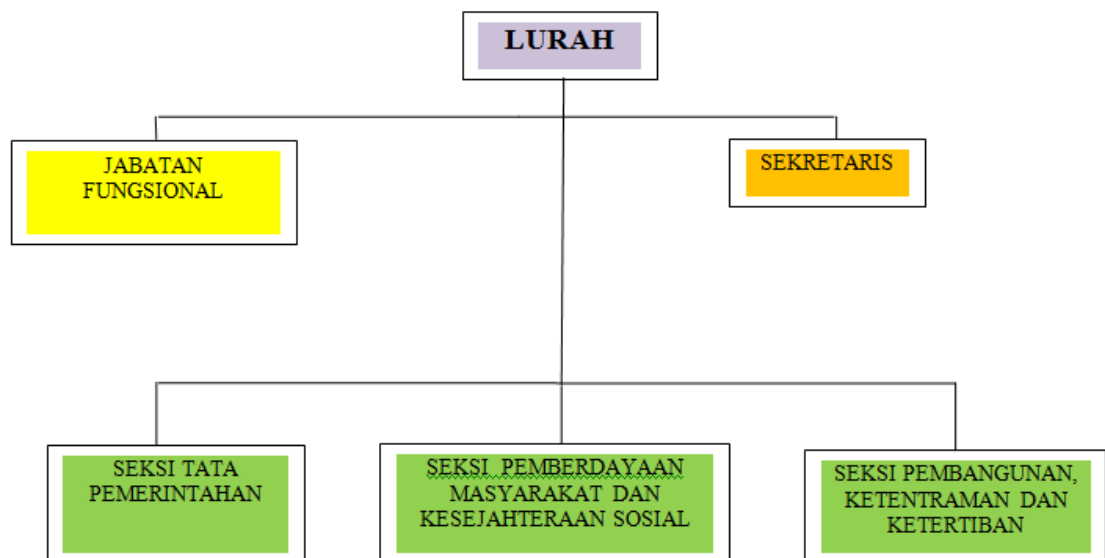 LURAH
JABATAN
FUNGSIONAL
SEKRETARIS
SEKSI TATA
PEMERINTAHAN
SEKSI PEMBERDAYAAN
MASYARAKAT DAN
KESEJAHTERAAN SOSIAL
SEKSI PEMBANGUNAN,
KETENTRAMAN DAN
KETERTIBAN